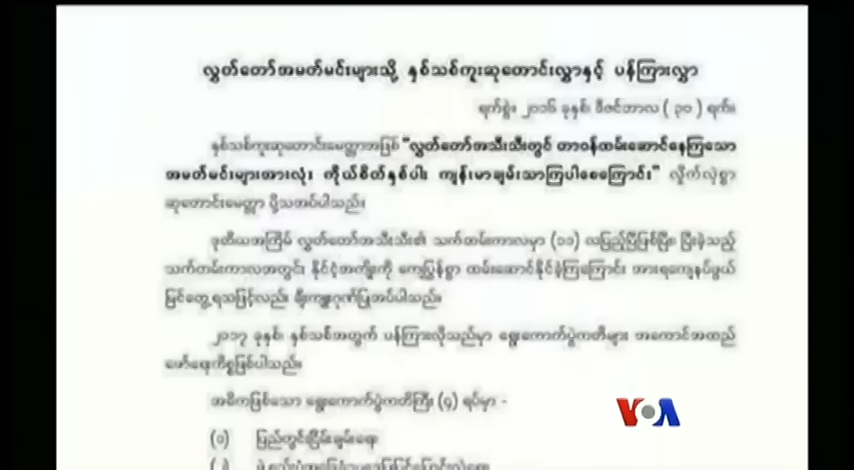 လွှတ်တော်အမတ်မင်းများသို့ နှစ်သစ်ကူးဆုတောင်းလွှာနှင့် ပန်ကြားလွှာ
ရက်စွဲ၊ ၂၀၁၆ ခုနှစ်၊ ဒီဇင်ဘာလ ( ၃၀ ) ရက်။
နှစ်သစ်ကူးဆုတောင်းမေတ္တာအဖြစ် "လွှတ်တော်အသီးသီးတွင် တာဝန်ထမ်းဆောင်နေကြသော
အမတ်မင်းများအားလုံး ကိုယ်စိတ်နှစ်ပါး ကျန်းမာချမ်းသာကြပါစေကြောင်း" လှိုက်လှဲစွာ
ဆုတောင်းမေတ္တာ ပို့သအပ်ပါသည်။
ဒုတိယအကြိမ် လွှတ်တော်အသီးသီး၏ သက်တမ်းကာလမှာ (၁၁) လပြည့်ပြီဖြစ်ပြီး၊ ပြီးခဲ့သည့်
သက်တမ်းကာလအတွင်း နိုင်ငံ့အကျိုးကို ကျေပွန်စွာ ထမ်းဆောင်နိုင်ခဲ့ကြကြောင်း အားရကျေနပ်ဖွယ်
မြင်တွေ့ရသဖြင့်လည်း ချီးကျူးဂုဏ်ပြုအပ်ပါသည်။
၂၀၁၇ ခုနှစ်၊ နှစ်သစ်အတွက် ပန်ကြားလိုသည်မှာ ရွေးကောက်ပွဲကတိများ အကောင်အထည်
ဖော်ရေးကိစ္စဖြစ်ပါသည်။
အဓိကဖြစ်သော ရွေးကောက်ပွဲကတိကြီး (၄) ရပ်မှာ -
(၁) ပြည်တွင်းငြိမ်းချမ်းရေး
VOA